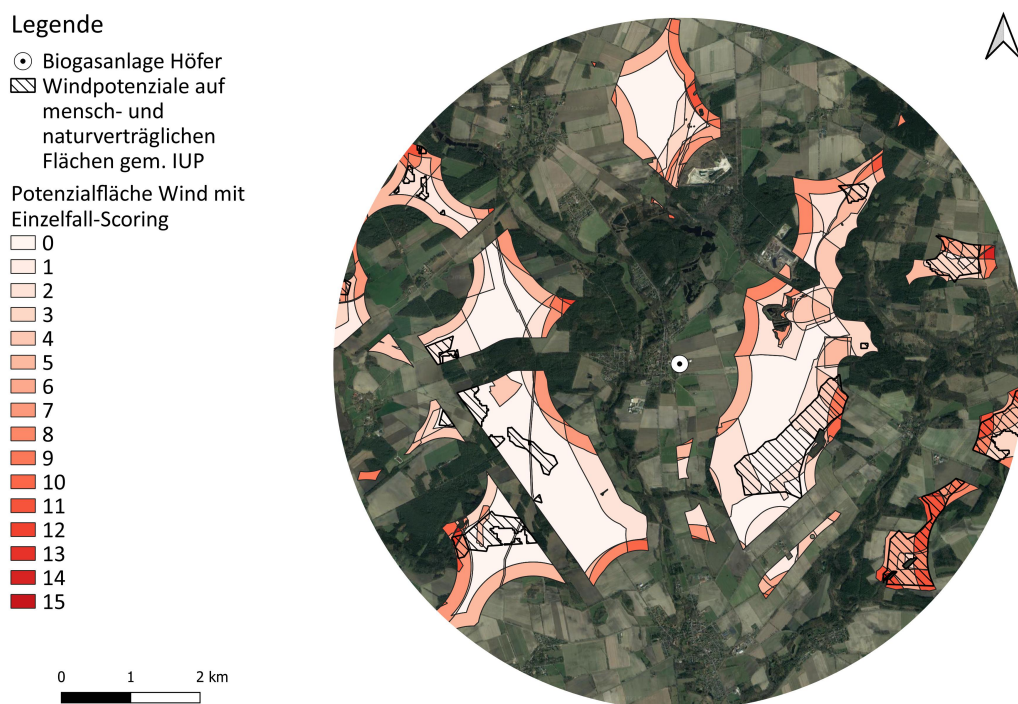 Legende
Biogasanlage Höfer
Windpotenziale auf
mensch- und
naturverträglichen
Flächen gem. IUP
Potenzialfläche Wind mit
Einzelfall-Scoring
0
1
2
3
4
5
6
7
8
9
10
11
12
13
14
15
0 1 2 km